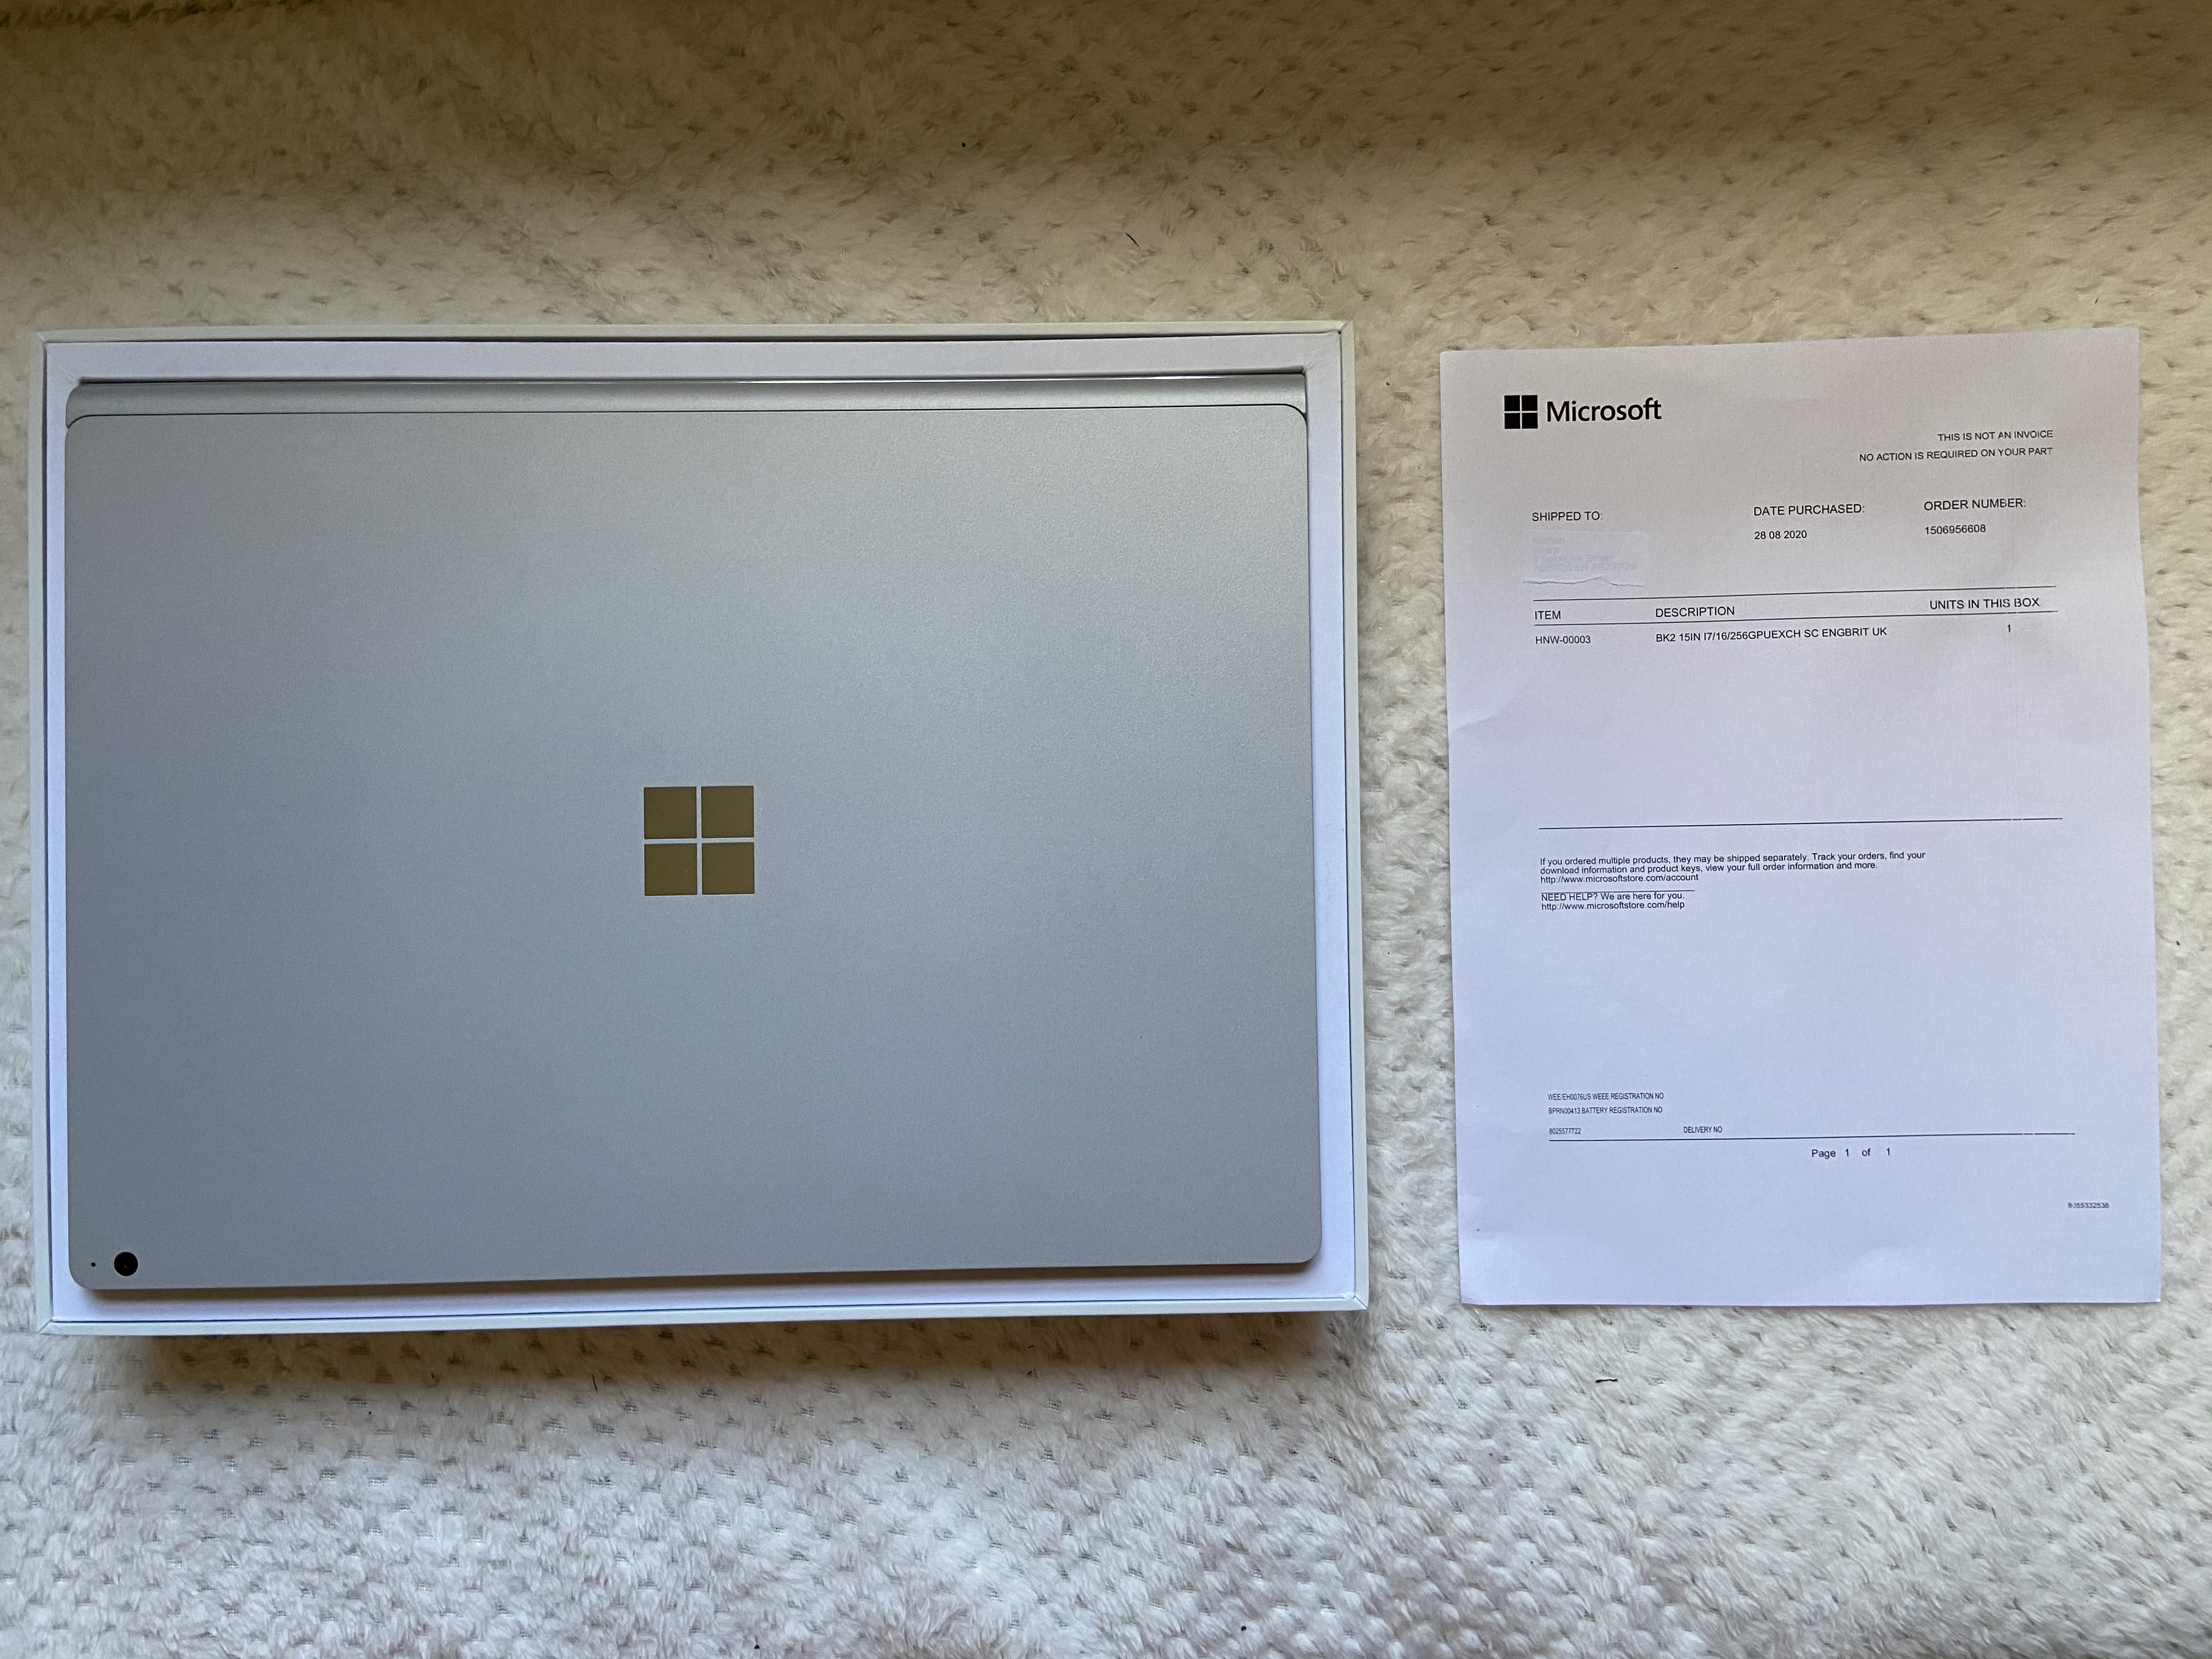 Microsoft
THIS IS NOT AN INVOICE
NO ACTION IS REQUIRED ON YOUR PART
SHIPPED TO:
DATE PURCHASED:
ORDER NUMBER:
28 08 2020
1506956608
ITEM DESCRIPTION UNITS IN THIS BOX
HNW-00003 BK2 15IN I7/16/256GPUEXCH SC ENGBRIT UK 1
If you ordered multiple products, they may be shipped separately. Track your orders, find your
download information and product keys, view your full order information and more.
http://www.microsoftstore.com/account
NEED HELP? We are here for you.
http://www.microsoftstore.com/help
WEE/EH0076US WEEE REGISTRATION NO
BPRN00413 BATTERY REGISTRATION NO
8025577722 DELIVERY NO
Page 1 of 1